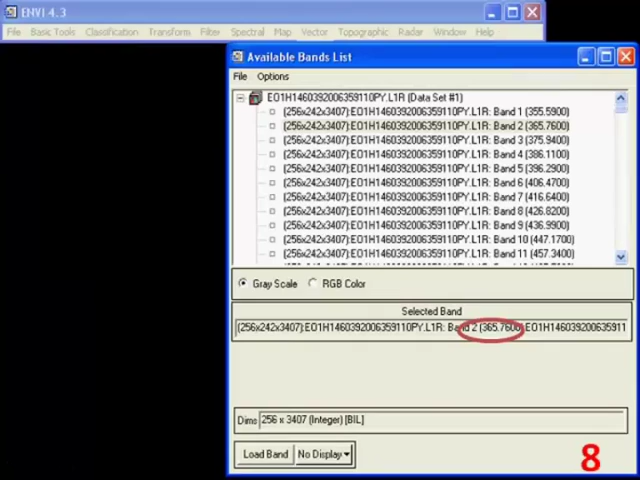 ENVI 4.3
File Basic Tools Classification Transform Filter Spectral Map Vector Topographic Radar Window Help
Available Bands List
File Options
EO1H1460392006359110PY.L1R (Data Set #1)
(256x242x3407):EO1H1460392006359110PY.L1R: Band 1 (355.5900)
(256x242x3407):EO1H1460392006359110PY.L1R: Band 2 (365.7600)
(256x242x3407):EO1H1460392006359110PY.L1R: Band 3 (375.9400)
(256x242x3407):EO1H1460392006359110PY.L1R: Band 4 (386.1100)
(256x242x3407):EO1H1460392006359110PY.L1R: Band 5 (396.2900)
(256x242x3407):EO1H1460392006359110PY.L1R: Band 6 (406.4700)
(256x242x3407):EO1H1460392006359110PY.L1R: Band 7 (416.6400)
(256x242x3407):EO1H1460392006359110PY.L1R: Band 8 (426.8200)
(256x242x3407):EO1H1460392006359110PY.L1R: Band 9 (436.9900)
(256x242x3407):EO1H1460392006359110PY.L1R: Band 10 (447.1700)
(256x242x3407):EO1H1460392006359110PY.L1R: Band 11 (457.3400)
Gray Scale RGB Color
Selected Band
(256x242x3407):EO1H1460392006359110PY.L1R: Band 2 (365.7600):EO1H14603920063591
Dims 256 x 3407 (Integer) [BIL]
Load Band No Display
8